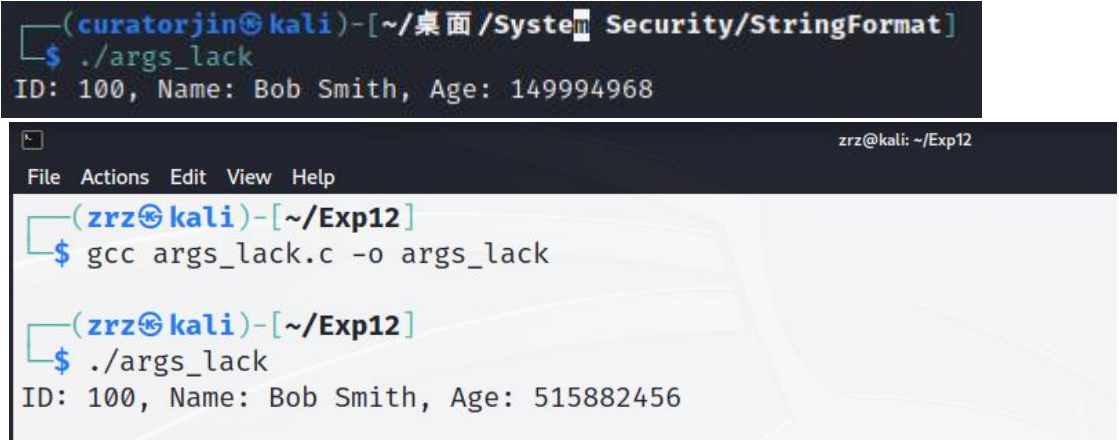 ┌──(curatorjin㉿kali)-[~/桌面/System Security/StringFormat]
└─$ ./args_lack
ID: 100, Name: Bob Smith, Age: 149994968
zrz@kali: ~/Exp12
File Actions Edit View Help
┌──(zrz㉿kali)-[~/Exp12]
└─$ gcc args_lack.c -o args_lack
┌──(zrz㉿kali)-[~/Exp12]
└─$ ./args_lack
ID: 100, Name: Bob Smith, Age: 515882456